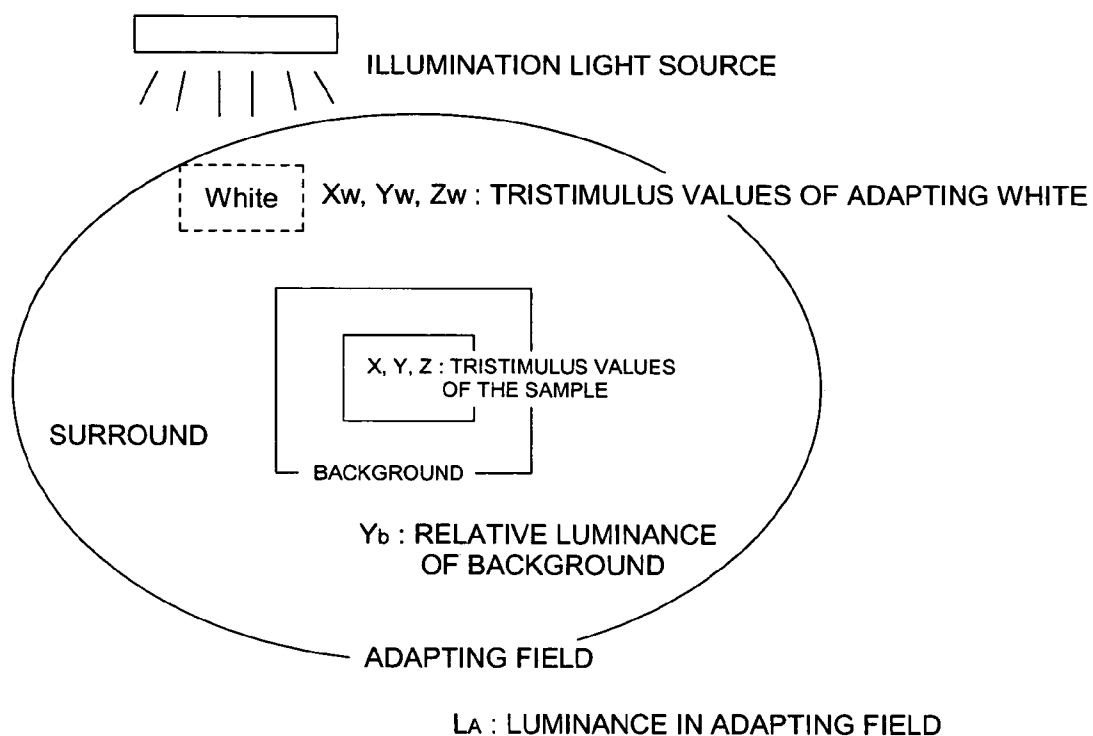 ILLUMINATION LIGHT SOURCE
White
Xw, Yw, Zw : TRISTIMULUS VALUES OF ADAPTING WHITE
X, Y, Z : TRISTIMULUS VALUES
OF THE SAMPLE
SURROUND
BACKGROUND
Yb : RELATIVE LUMINANCE
OF BACKGROUND
ADAPTING FIELD
LA : LUMINANCE IN ADAPTING FIELD